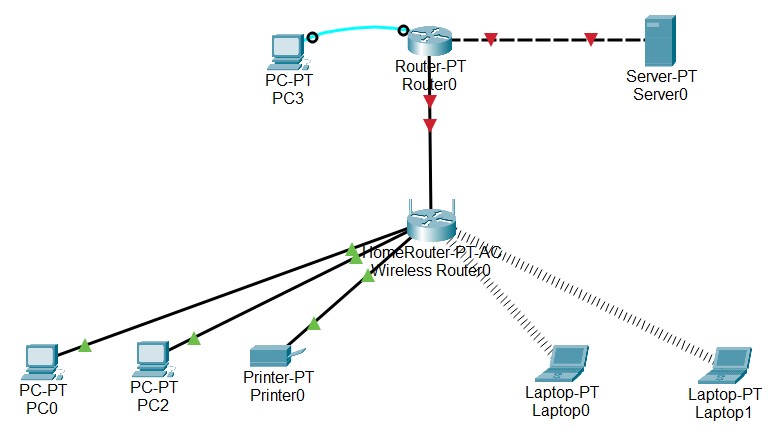 PC-PT
PC3
Router-PT
Router0
Server-PT
Server0
HomeRouter-PT-AC
Wireless Router0
PC-PT
PC0
PC-PT
PC2
Printer-PT
Printer0
Laptop-PT
Laptop0
Laptop-PT
Laptop1